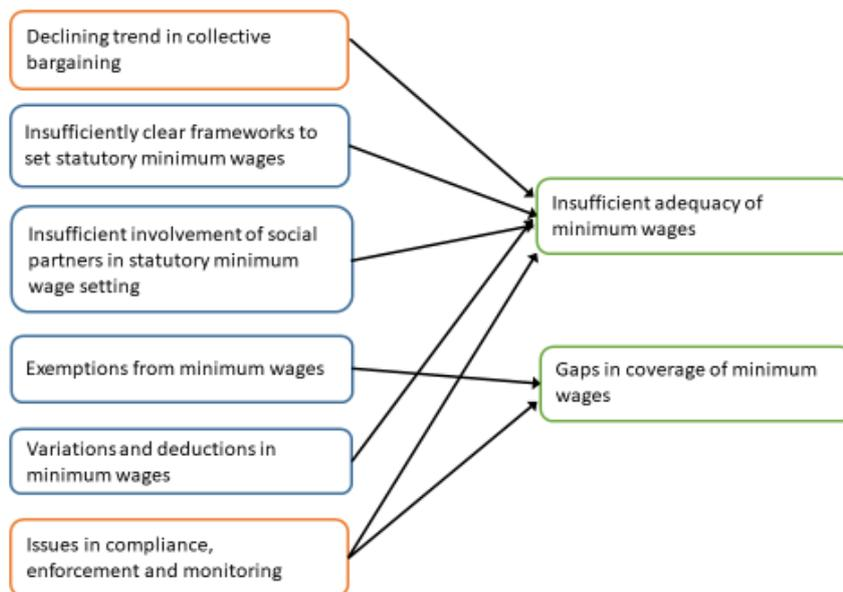 Declining trend in collective
bargaining
Insufficiently clear frameworks to
set statutory minimum wages
Insufficient involvement of social
partners in statutory minimum
wage setting
Exemptions from minimum wages
Variations and deductions in
minimum wages
Issues in compliance,
enforcement and monitoring
Insufficient adequacy of
minimum wages
Gaps in coverage of minimum
wages